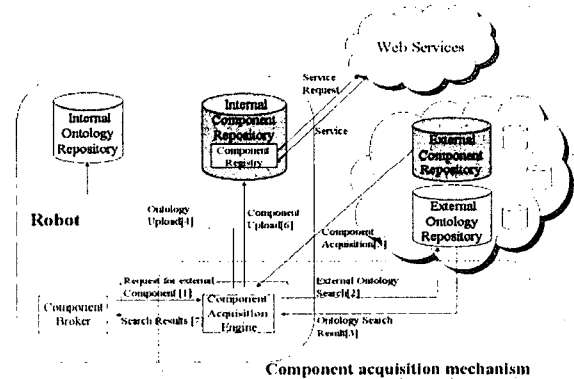 Web Services
Service
Request
Service
Internal
Ontology
Repository
Internal
Component
Repository
Component
Registry
External
Component
Repository
External
Ontology
Repository
Robot
Ontology
Upload[4]
Component
Upload[6]
Component
Acquisition[5]
Request for external
Component [1]
External Ontology
Search[2]
Component
Broker
Search Results [7]
Component
Acquisition
Engine
Ontology Search
Result[3]
Component acquisition mechanism